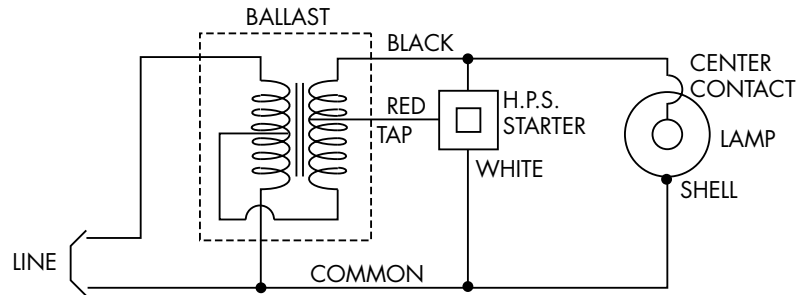 BALLAST
BLACK
CENTER
CONTACT
RED
TAP
H.P.S.
STARTER
LAMP
WHITE
SHELL
LINE
COMMON